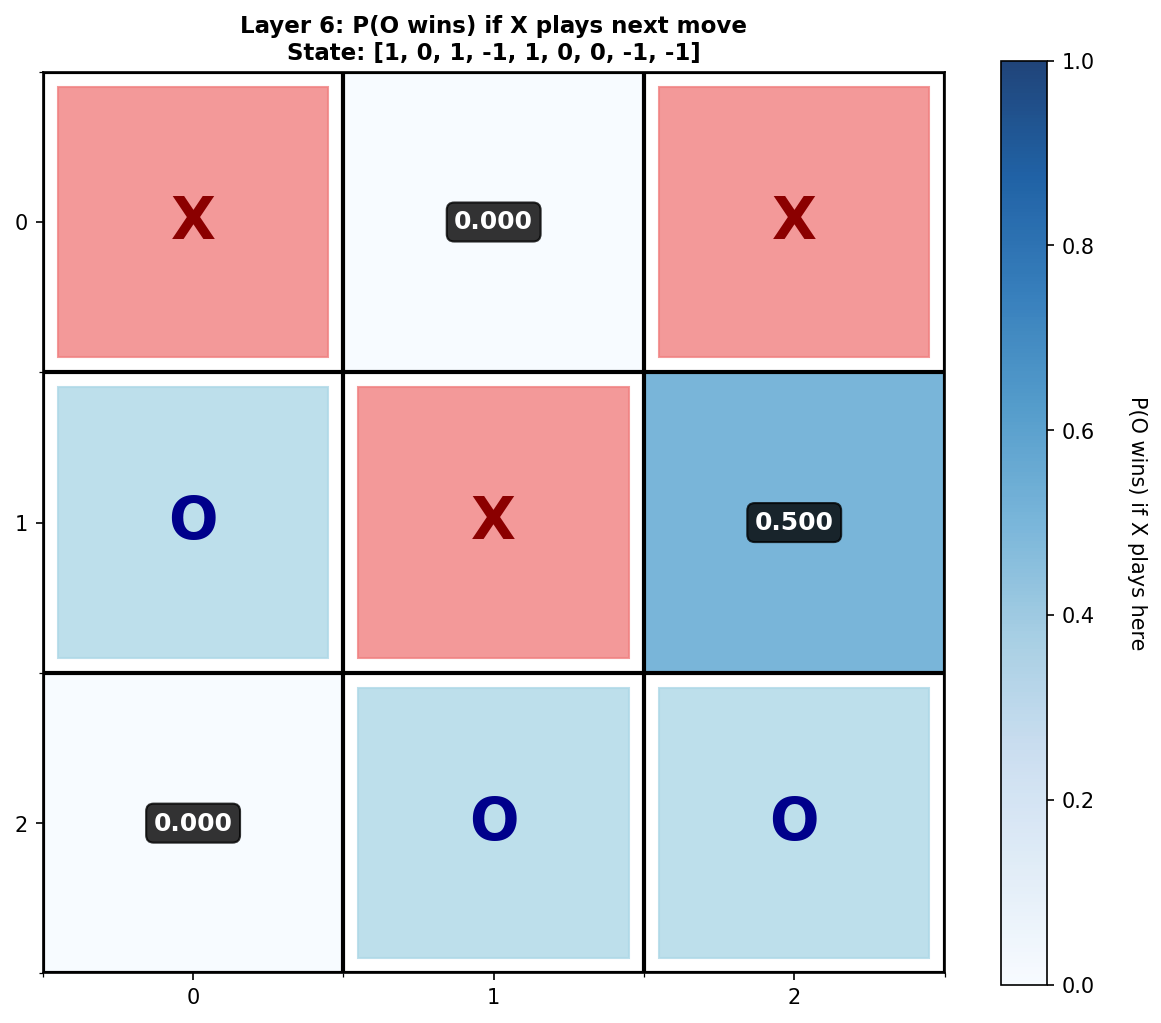 Layer 6: P(O wins) if X plays next move
State: [1, 0, 1, -1, 1, 0, 0, -1, -1]
0
X
0.000
X
1
O
X
0.500
2
0.000
O
O
0
1
2
1.0
0.8
0.6
0.4
0.2
0.0
P(O wins) if X plays here